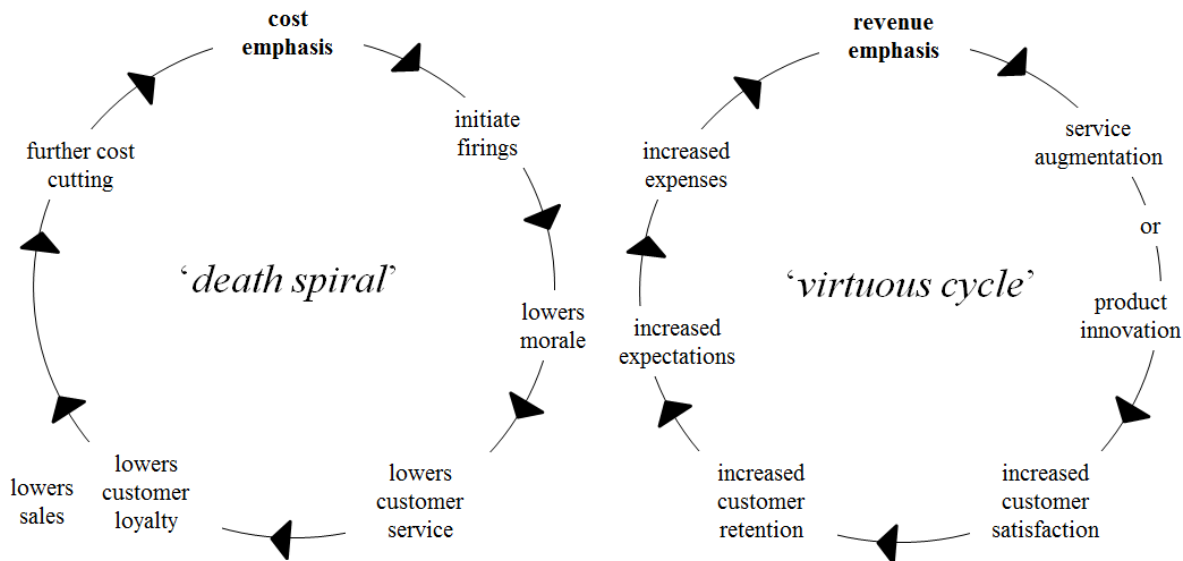 cost
emphasis
initiate
firings
lowers
morale
lowers
customer
service
lowers
customer
loyalty
lowers
sales
further cost
cutting
‘death spiral’
revenue
emphasis
service
augmentation
or
product
innovation
increased
customer
satisfaction
increased
customer
retention
increased
expectations
increased
expenses
‘virtuous cycle’